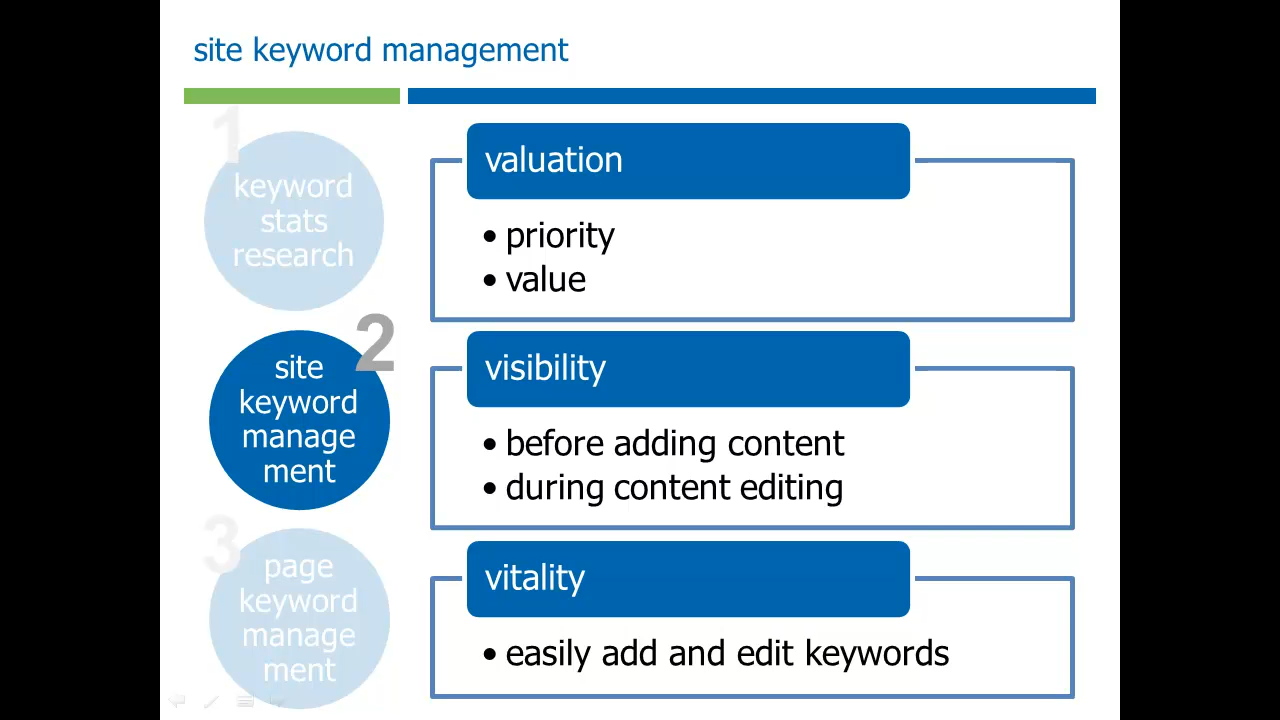 site keyword management
1
keyword
stats
research
2
site
keyword
manage
ment
3
page
keyword
manage
ment
valuation
• priority
• value
visibility
• before adding content
• during content editing
vitality
• easily add and edit keywords